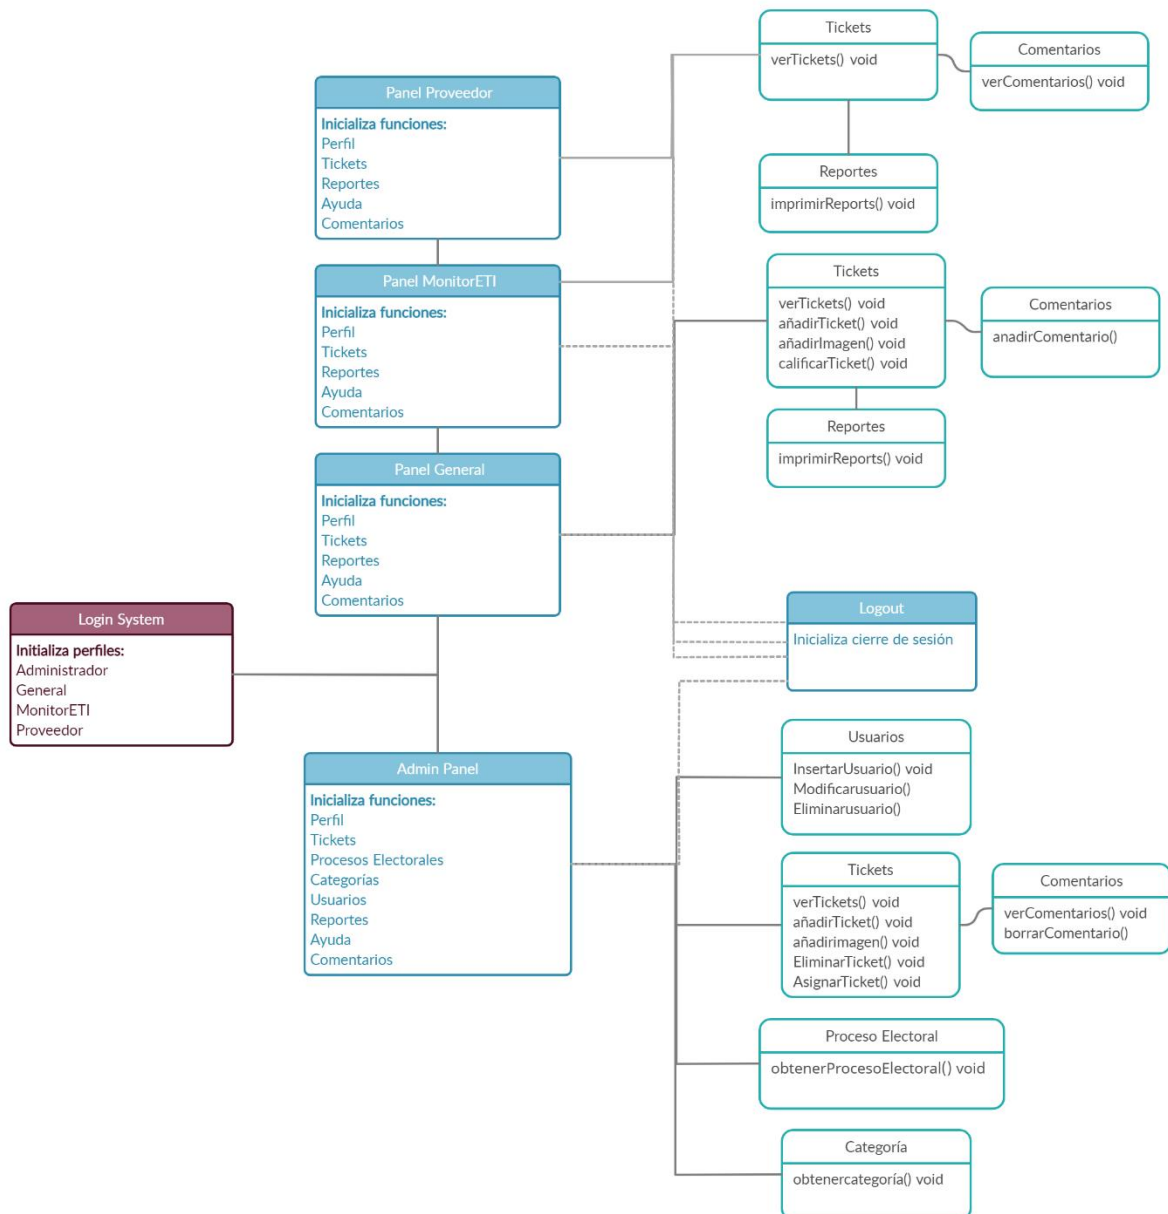 Tickets
verTickets() void
Comentarios
verComentarios() void
Reportes
imprimirReports() void
Panel Proveedor
Inicializa funciones:
Perfil
Tickets
Reportes
Ayuda
Comentarios
Panel MonitorETI
Inicializa funciones:
Perfil
Tickets
Reportes
Ayuda
Comentarios
Tickets
verTickets() void
añadirTicket() void
añadirImagen() void
calificarTicket() void
Comentarios
anadirComentario()
Reportes
imprimirReports() void
Panel General
Inicializa funciones:
Perfil
Tickets
Reportes
Ayuda
Comentarios
Login System
Initializa perfiles:
Administrador
General
MonitorETI
Proveedor
Logout
Inicializa cierre de sesión
Admin Panel
Inicializa funciones:
Perfil
Tickets
Procesos Electorales
Categorías
Usuarios
Reportes
Ayuda
Comentarios
Usuarios
InsertarUsuario() void
Modificarusuario()
Eliminarusuario()
Tickets
verTickets() void
añadirTicket() void
añadirimagen() void
EliminarTicket() void
AsignarTicket() void
Comentarios
verComentarios() void
borrarComentario()
Proceso Electoral
obtenerProcesoElectoral() void
Categoría
obtenercategoría() void